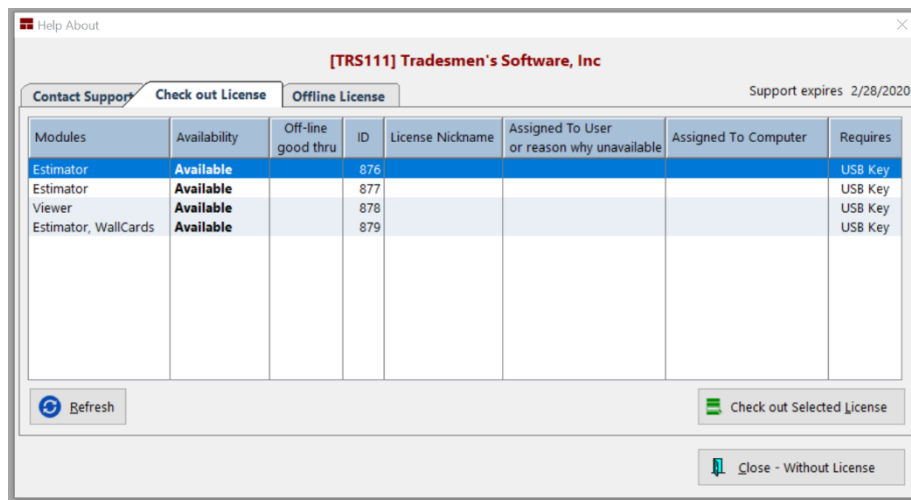 Help About
[TRS111] Tradesmen's Software, Inc
Contact Support Check out License Offline License Support expires 2/28/2020
Modules Availability Off-line good thru ID License Nickname Assigned To User or reason why unavailable Assigned To Computer Requires
Estimator Available 876 USB Key
Estimator Available 877 USB Key
Viewer Available 878 USB Key
Estimator, WallCards Available 879 USB Key
Refresh Check out Selected License
Close - Without License